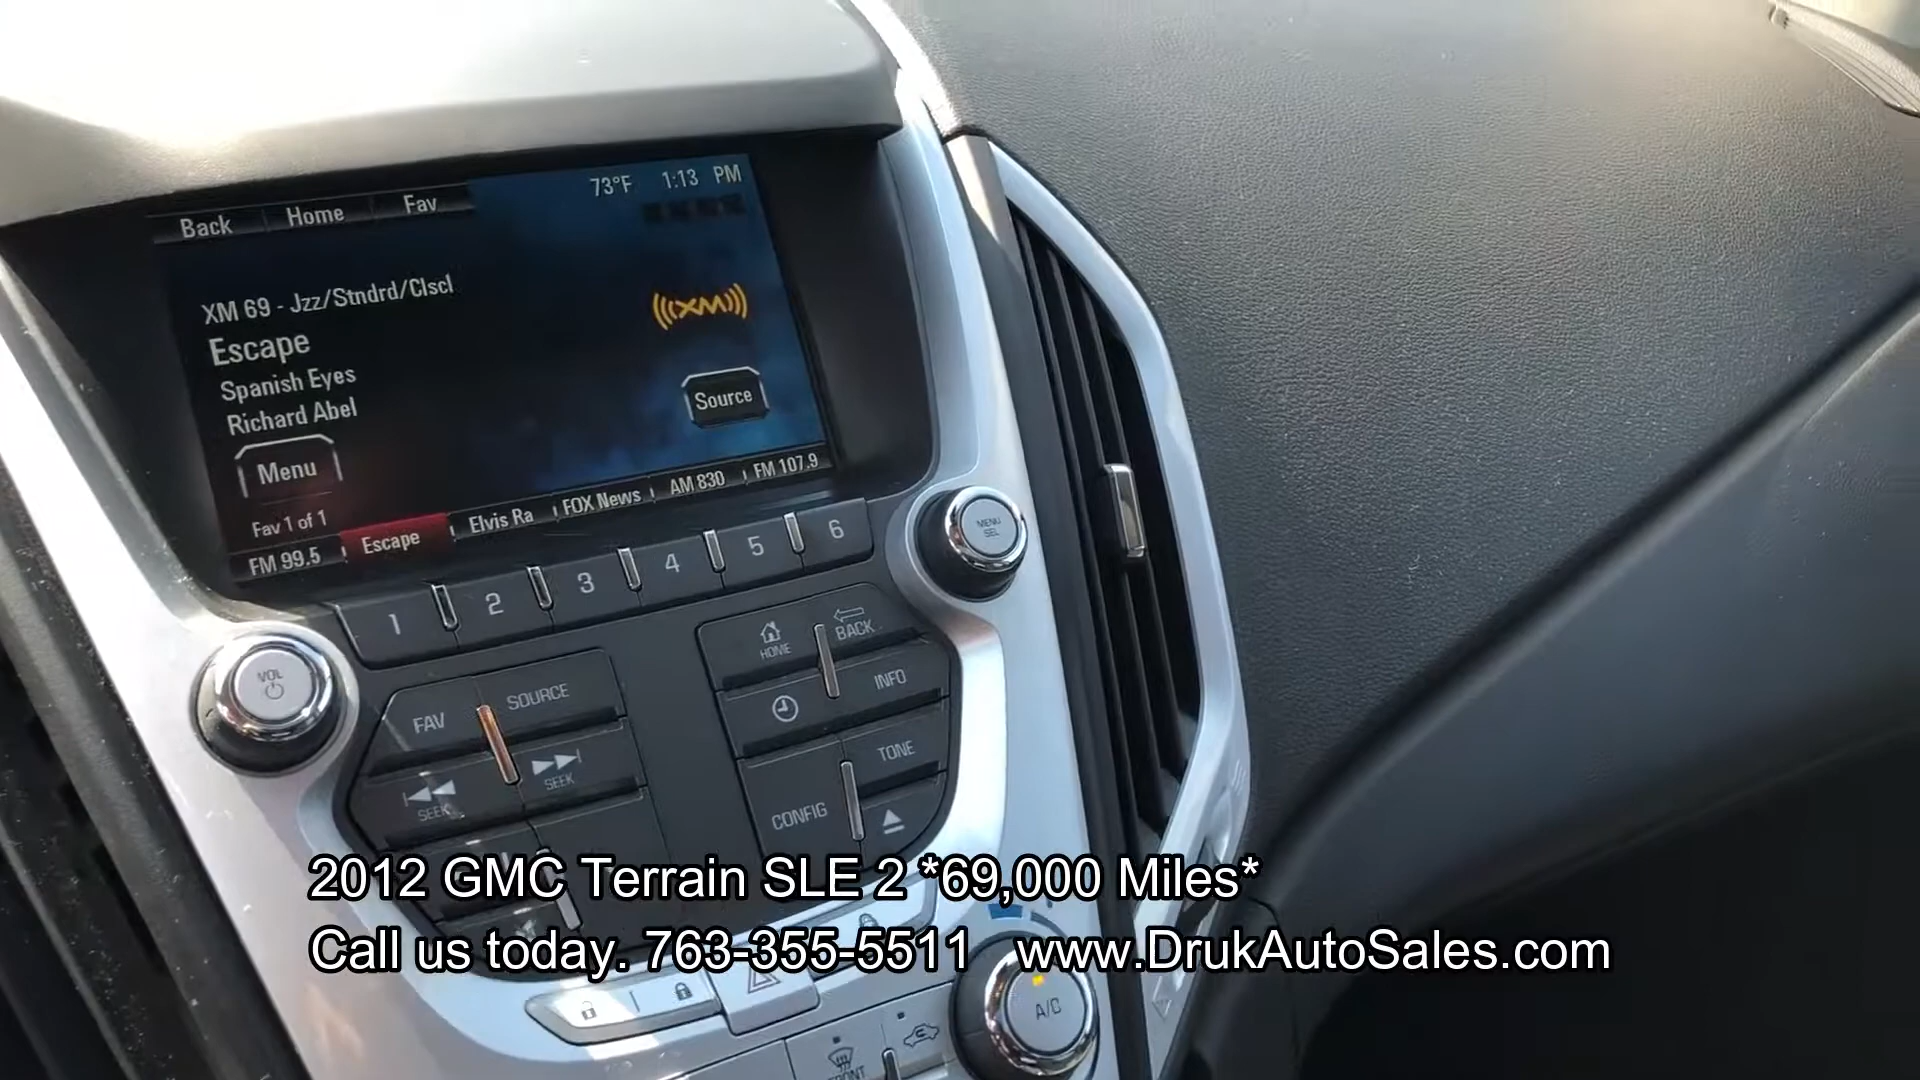 73°F 1:13 PM
Back Home Fav
XM 69 - Jzz/Stndrd/Clscl
((XM))
Escape
Spanish Eyes
Richard Abel
Source
Menu
Fav 1 of 1
FM 99.5 Escape Elvis Ra FOX News AM 830 FM 107.9
1 2 3 4 5 6
MENU
SEL
VOL
HOME BACK
FAV SOURCE
INFO
SEEK SEEK
TONE
CONFIG
2012 GMC Terrain SLE 2 *69,000 Miles*
Call us today. 763-355-5511 www.DrukAutoSales.com
A/C
FRONT